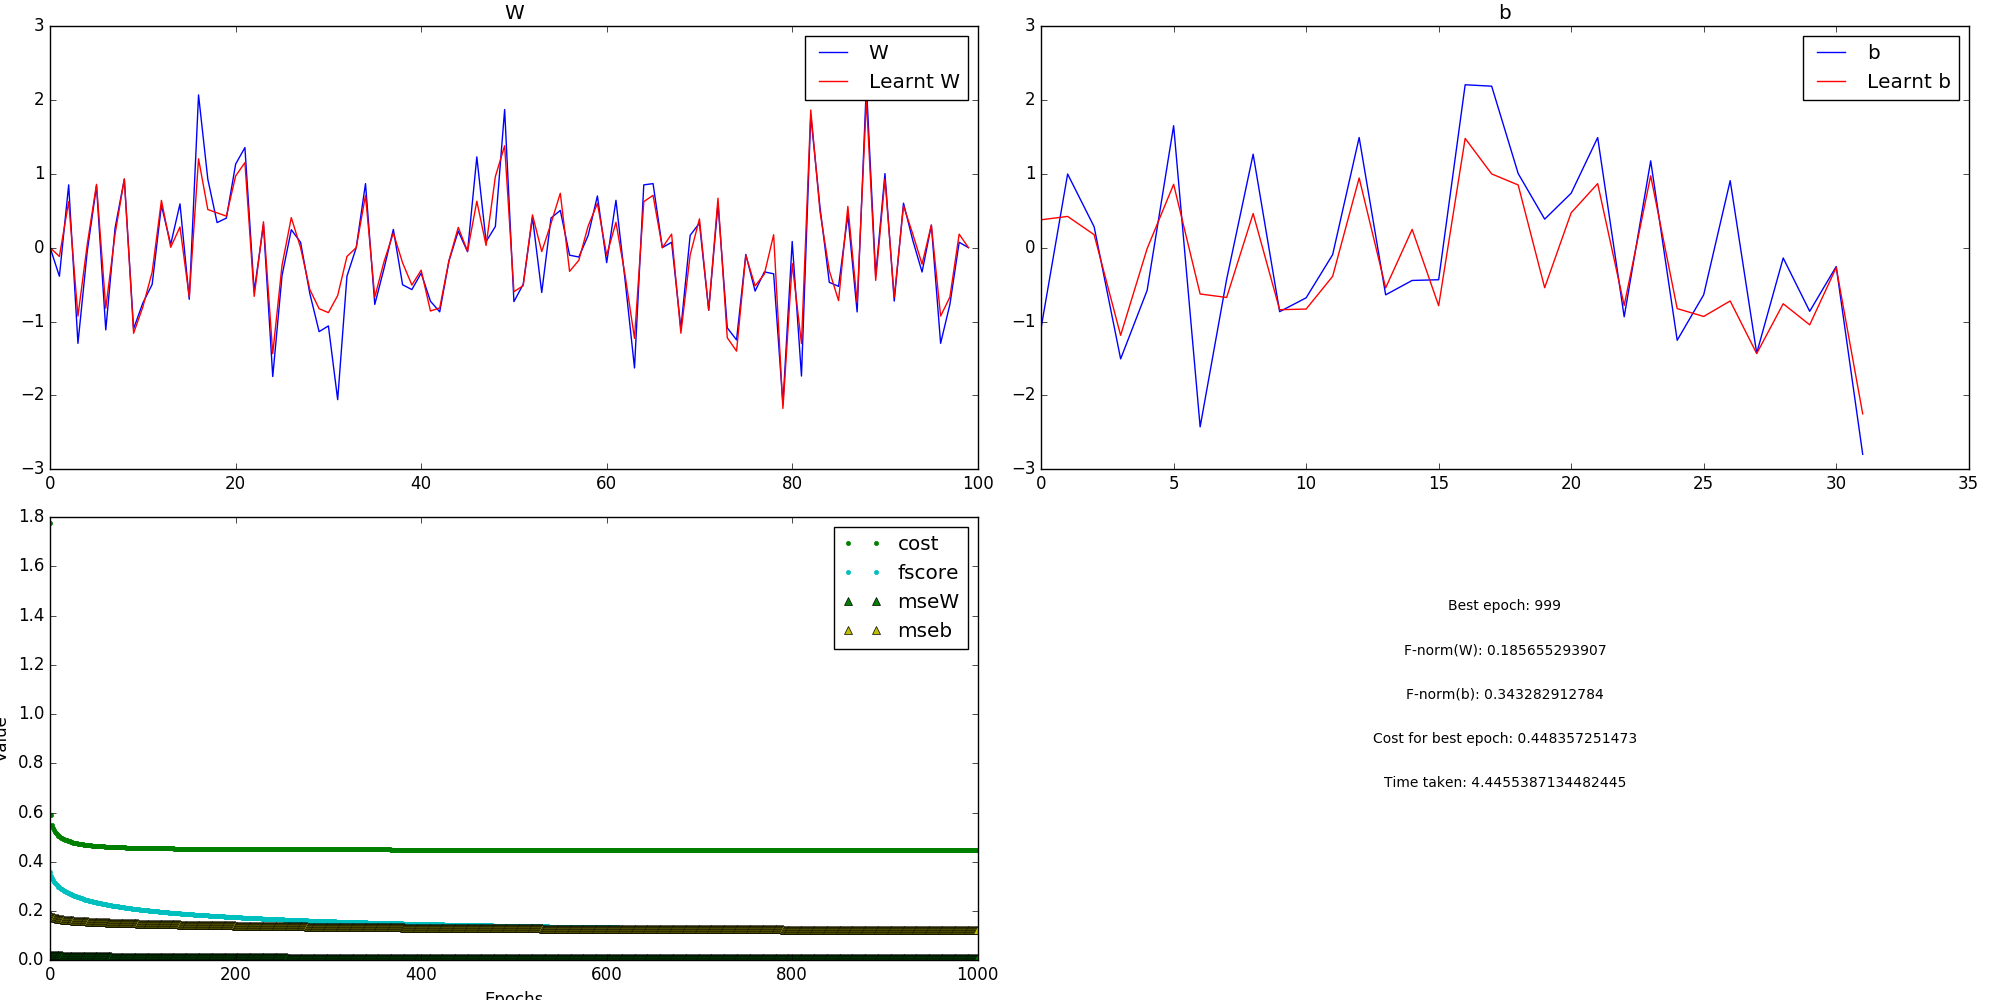 W
3
2
1
0
−1
−2
−3
0 20 40 60 80 100
W
Learnt W
b
3
2
1
0
−1
−2
−3
0 5 10 15 20 25 30 35
b
Learnt b
1.8
1.6
1.4
1.2
1.0
0.8
0.6
0.4
0.2
0.0
0 200 400 600 800 1000
Value
Epochs
cost
fscore
mseW
mseb
Best epoch: 999
F-norm(W): 0.185655293907
F-norm(b): 0.343282912784
Cost for best epoch: 0.448357251473
Time taken: 4.4455387134482445